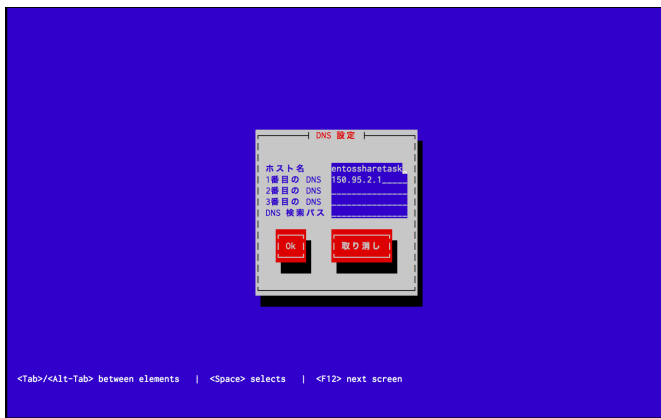 DNS 設定
ホスト名 entossharetask
1番目の DNS 150.95.2.1_____
2番目の DNS
3番目の DNS
DNS 検索パス
Ok 取り消し
<Tab>/<Alt-Tab> between elements | <Space> selects | <F12> next screen